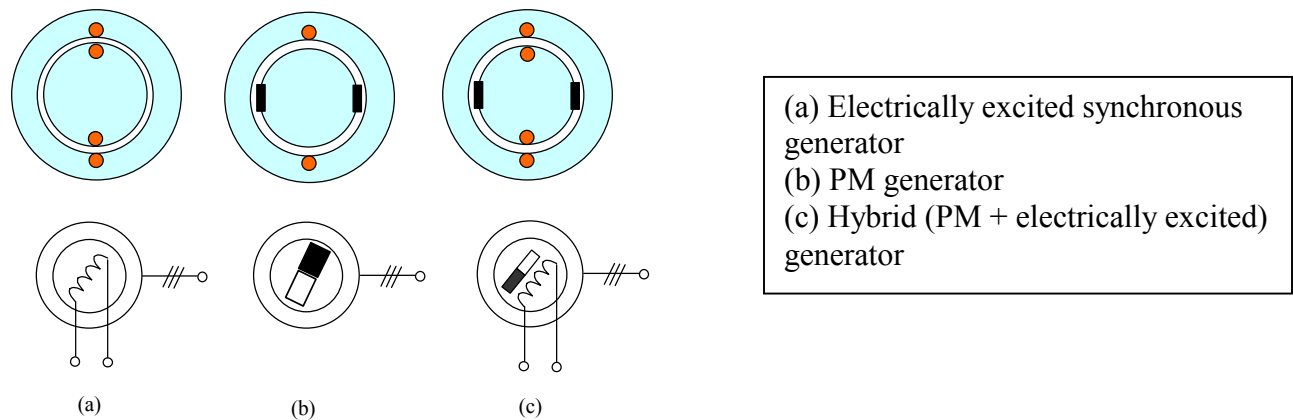 (a) Electrically excited synchronous
generator
(b) PM generator
(c) Hybrid (PM + electrically excited)
generator
(a)
(b)
(c)